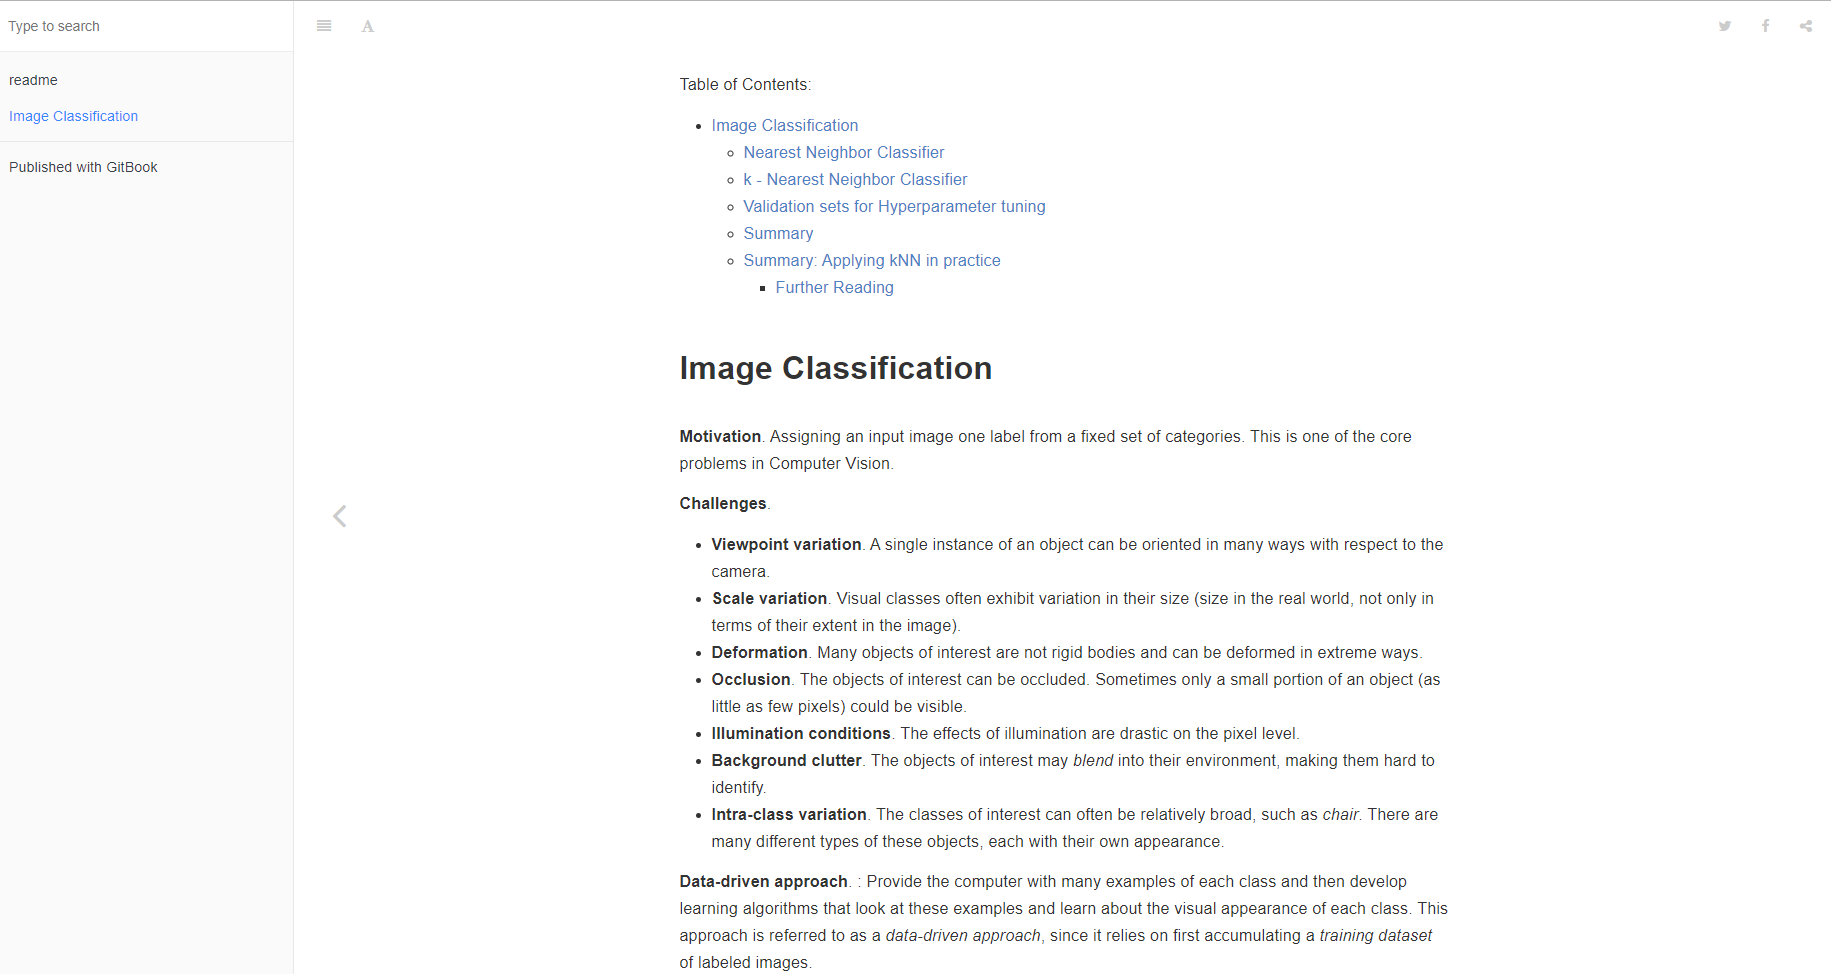 Type to search
readme
Image Classification
Published with GitBook
A
Table of Contents:
Image Classification
Nearest Neighbor Classifier
k - Nearest Neighbor Classifier
Validation sets for Hyperparameter tuning
Summary
Summary: Applying kNN in practice
Further Reading
Image Classification
Motivation. Assigning an input image one label from a fixed set of categories. This is one of the core
problems in Computer Vision.
Challenges.
Viewpoint variation. A single instance of an object can be oriented in many ways with respect to the
camera.
Scale variation. Visual classes often exhibit variation in their size (size in the real world, not only in
terms of their extent in the image).
Deformation. Many objects of interest are not rigid bodies and can be deformed in extreme ways.
Occlusion. The objects of interest can be occluded. Sometimes only a small portion of an object (as
little as few pixels) could be visible.
Illumination conditions. The effects of illumination are drastic on the pixel level.
Background clutter. The objects of interest may blend into their environment, making them hard to
identify.
Intra-class variation. The classes of interest can often be relatively broad, such as chair. There are
many different types of these objects, each with their own appearance.
Data-driven approach. : Provide the computer with many examples of each class and then develop
learning algorithms that look at these examples and learn about the visual appearance of each class. This
approach is referred to as a data-driven approach, since it relies on first accumulating a training dataset
of labeled images.